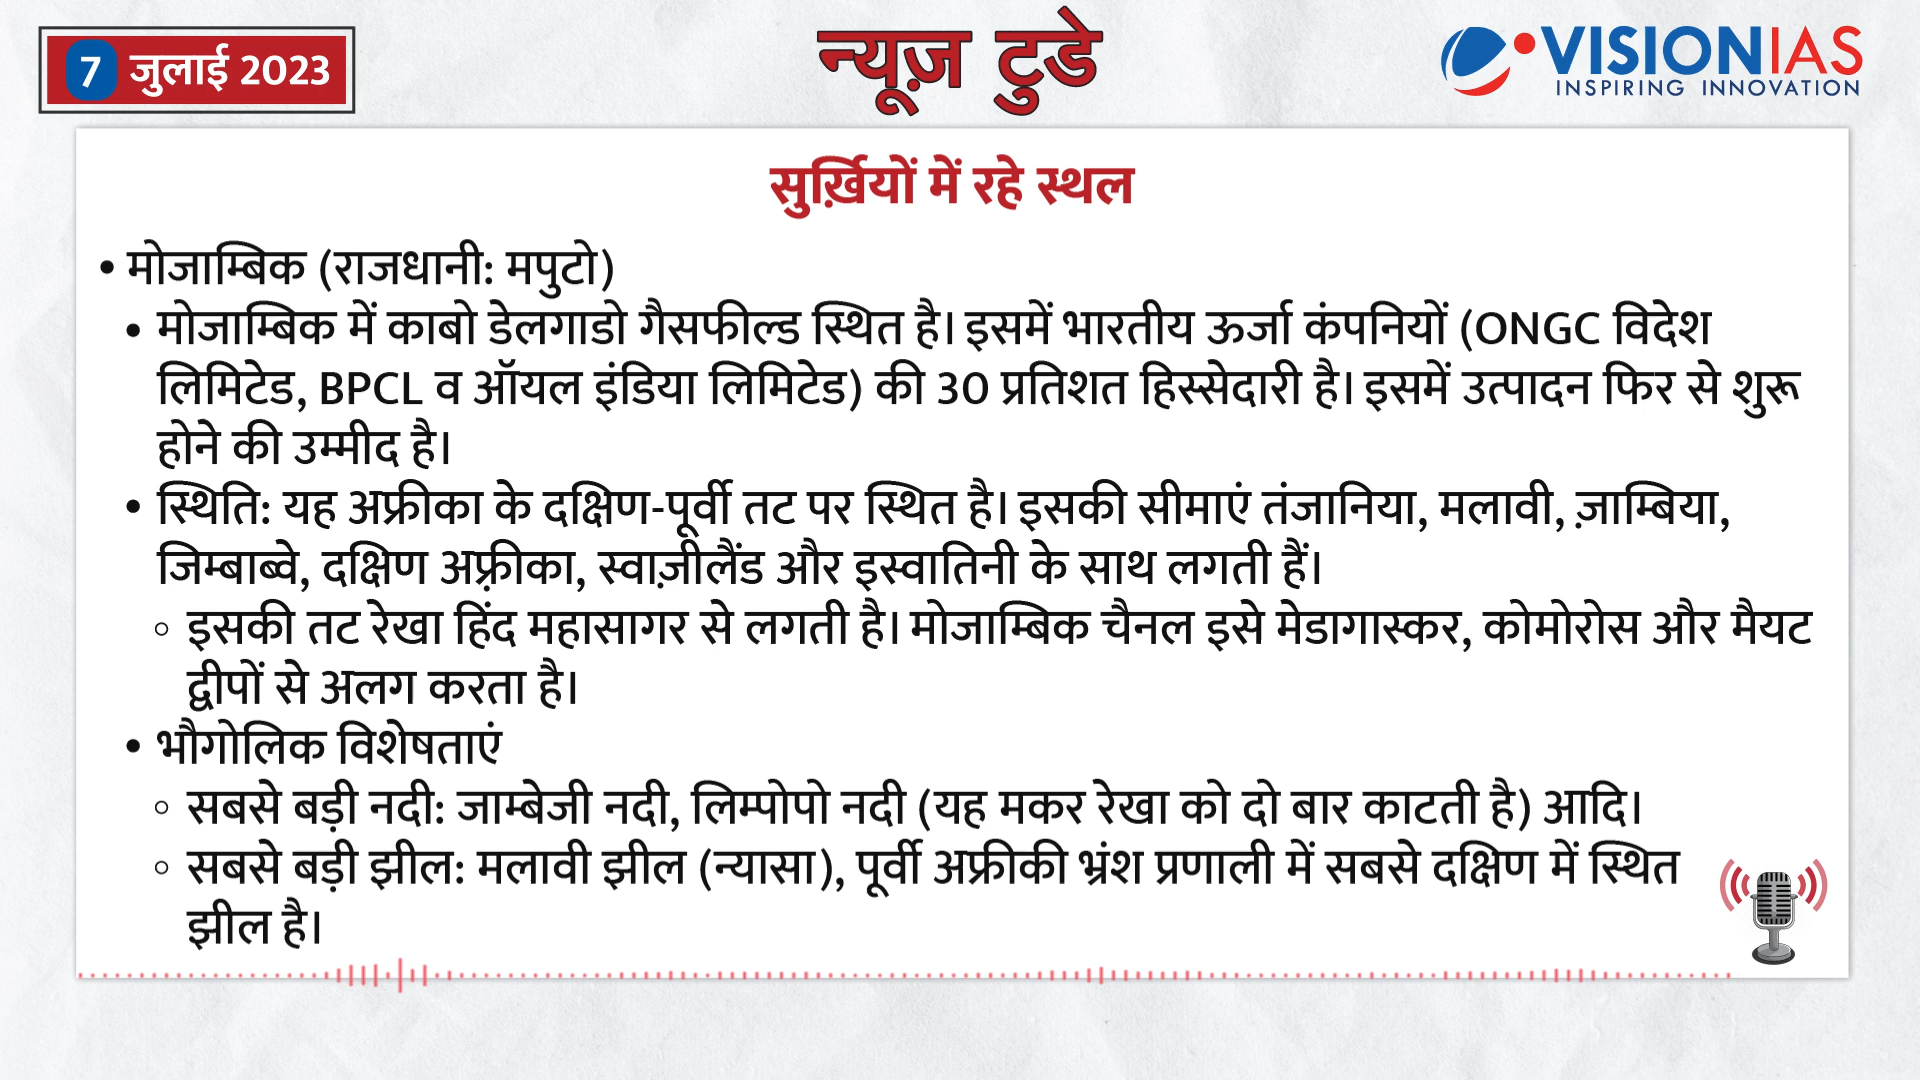 7 जुलाई 2023
न्यूज़ टुडे
VISIONIAS
INSPIRING INNOVATION
सुर्ख़ियों में रहे स्थल
• मोजाम्बिक (राजधानी: मपुटो)
• मोजाम्बिक में काबो डेलगाडो गैसफील्ड स्थित है। इसमें भारतीय ऊर्जा कंपनियों (ONGC विदेश
लिमिटेड, BPCL व ऑयल इंडिया लिमिटेड) की 30 प्रतिशत हिस्सेदारी है। इसमें उत्पादन फिर से शुरू
होने की उम्मीद है।
• स्थिति: यह अफ्रीका के दक्षिण-पूर्वी तट पर स्थित है। इसकी सीमाएं तंजानिया, मलावी, ज़ाम्बिया,
जिम्बाब्वे, दक्षिण अफ़्रीका, स्वाज़ीलैंड और इस्वातिनी के साथ लगती हैं।
◦ इसकी तट रेखा हिंद महासागर से लगती है। मोजाम्बिक चैनल इसे मेडागास्कर, कोमोरोस और मैयट
द्वीपों से अलग करता है।
• भौगोलिक विशेषताएं
◦ सबसे बड़ी नदी: जाम्बेजी नदी, लिम्पोपो नदी (यह मकर रेखा को दो बार काटती है) आदि।
◦ सबसे बड़ी झील: मलावी झील (न्यासा), पूर्वी अफ्रीकी भ्रंश प्रणाली में सबसे दक्षिण में स्थित
झील है।